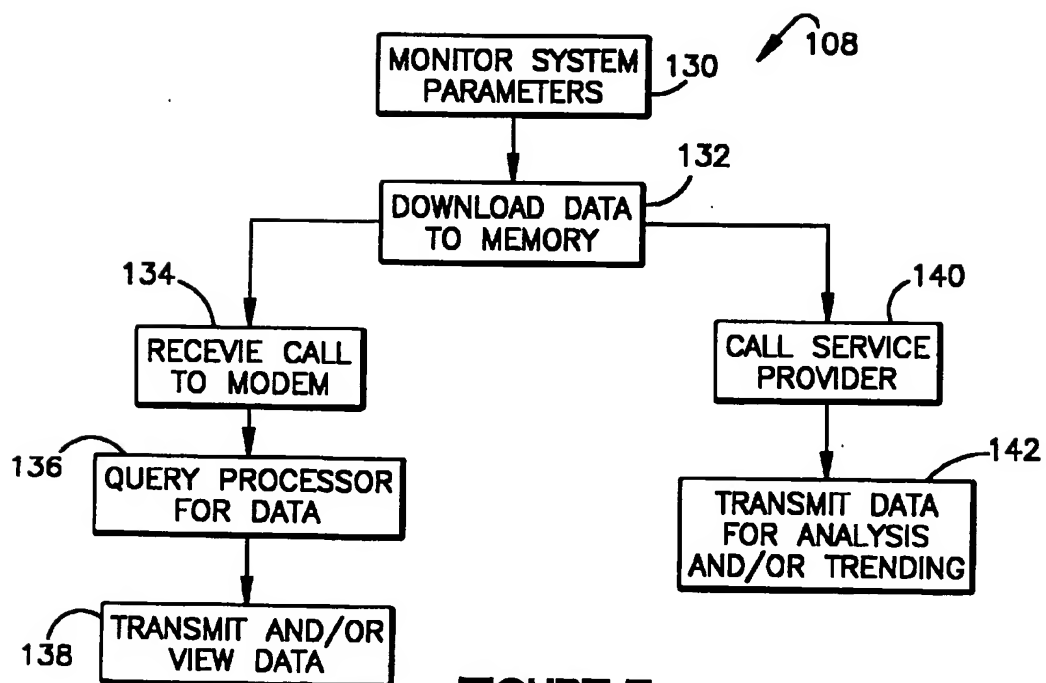 108
MONITOR SYSTEM
PARAMETERS
130
132
DOWNLOAD DATA
TO MEMORY
134
RECEVIE CALL
TO MODEM
140
CALL SERVICE
PROVIDER
136
QUERY PROCESSOR
FOR DATA
142
TRANSMIT DATA
FOR ANALYSIS
AND/OR TRENDING
138
TRANSMIT AND/OR
VIEW DATA